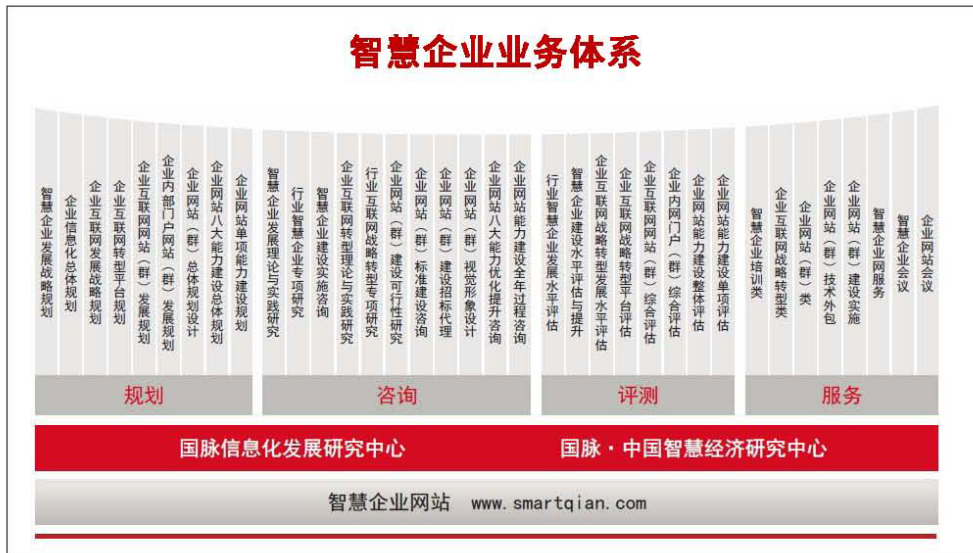 智慧企业业务体系
智慧企业发展战略规划
企业信息化总体规划
企业互联网发展战略规划
企业互联网转型平台规划
企业互联网网站（群）发展规划
企业内部门户网站（群）发展规划
企业网站（群）总体规划设计
企业网站八大能力建设总体规划
企业网站单项能力建设规划
智慧企业发展理论与实践研究
行业智慧企业专项研究
智慧企业建设实施咨询
企业互联网转型理论与实践研究
行业互联网战略转型专项研究
企业网站（群）建设可行性研究
企业网站（群）标准建设咨询
企业网站（群）建设招标代理
企业网站（群）视觉形象设计
企业网站八大能力优化提升咨询
企业网站能力建设全年过程咨询
行业智慧企业发展水平评估
智慧企业建设水平评估与提升
企业互联网战略转型发展水平评估
企业互联网战略转型平台评估
企业互联网网站（群）综合评估
企业内网门户（群）综合评估
企业网站能力建设整体评估
企业网站能力建设单项评估
智慧企业培训类
企业互联网战略转型类
企业网站（群）类
企业网站（群）技术外包
企业网站（群）建设实施
智慧企业网服务
智慧企业会议
企业网站会议
规划
咨询
评测
服务
国脉信息化发展研究中心 国脉·中国智慧经济研究中心
智慧企业网站 www.smartqian.com